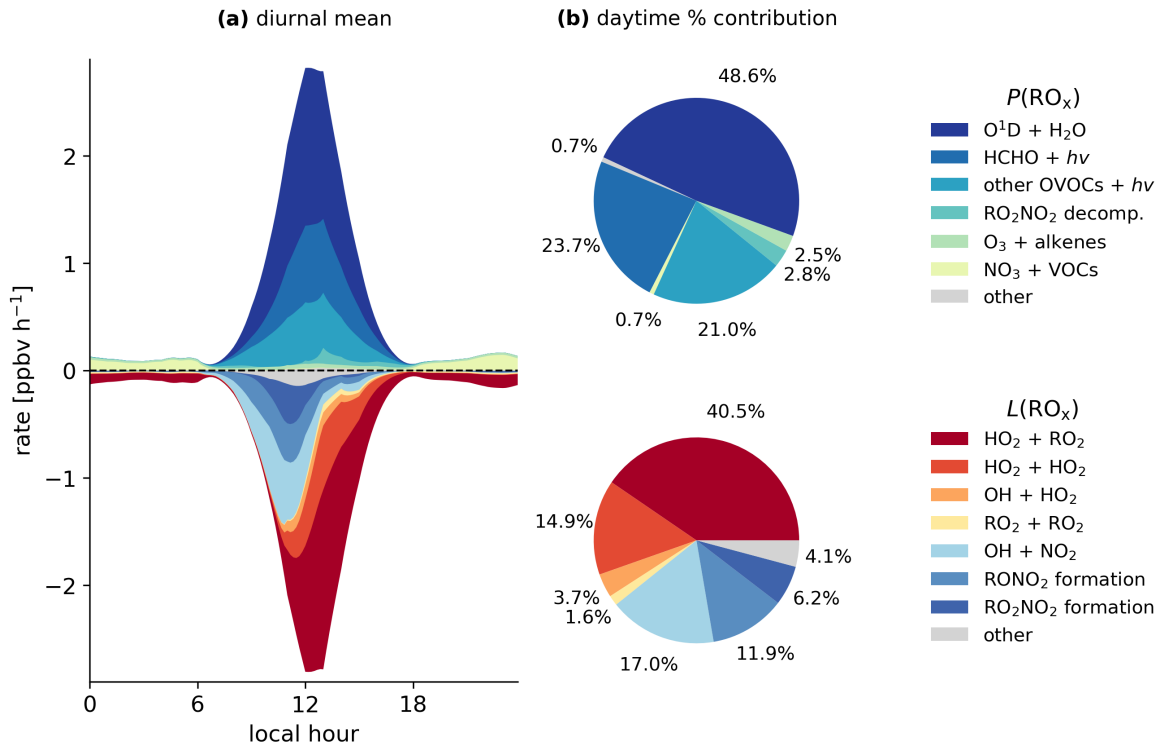 (a) diurnal mean
(b) daytime % contribution
rate [ppbv h⁻¹]
2
1
0
−1
−2
0
6
12
18
local hour
48.6%
0.7%
23.7%
0.7%
21.0%
2.8%
2.5%
40.5%
14.9%
3.7%
1.6%
17.0%
11.9%
6.2%
4.1%
P(ROₓ)
O¹D + H₂O
HCHO + hv
other OVOCs + hv
RO₂NO₂ decomp.
O₃ + alkenes
NO₃ + VOCs
other
L(ROₓ)
HO₂ + RO₂
HO₂ + HO₂
OH + HO₂
RO₂ + RO₂
OH + NO₂
RONO₂ formation
RO₂NO₂ formation
other